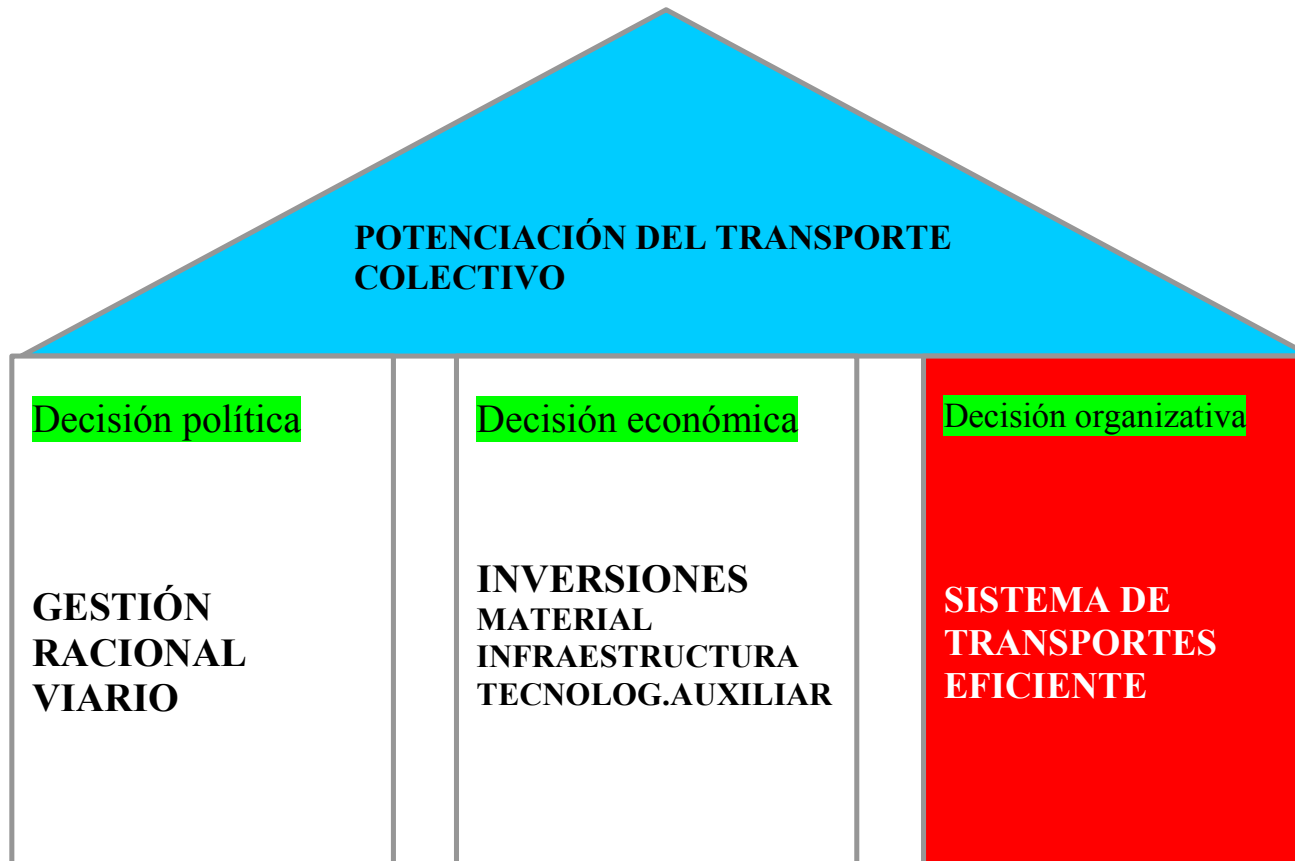 POTENCIACIÓN DEL TRANSPORTE
COLECTIVO
Decisión política
GESTIÓN
RACIONAL
VIARIO
Decisión económica
INVERSIONES
MATERIAL
INFRAESTRUCTURA
TECNOLOG.AUXILIAR
Decisión organizativa
SISTEMA DE
TRANSPORTES
EFICIENTE